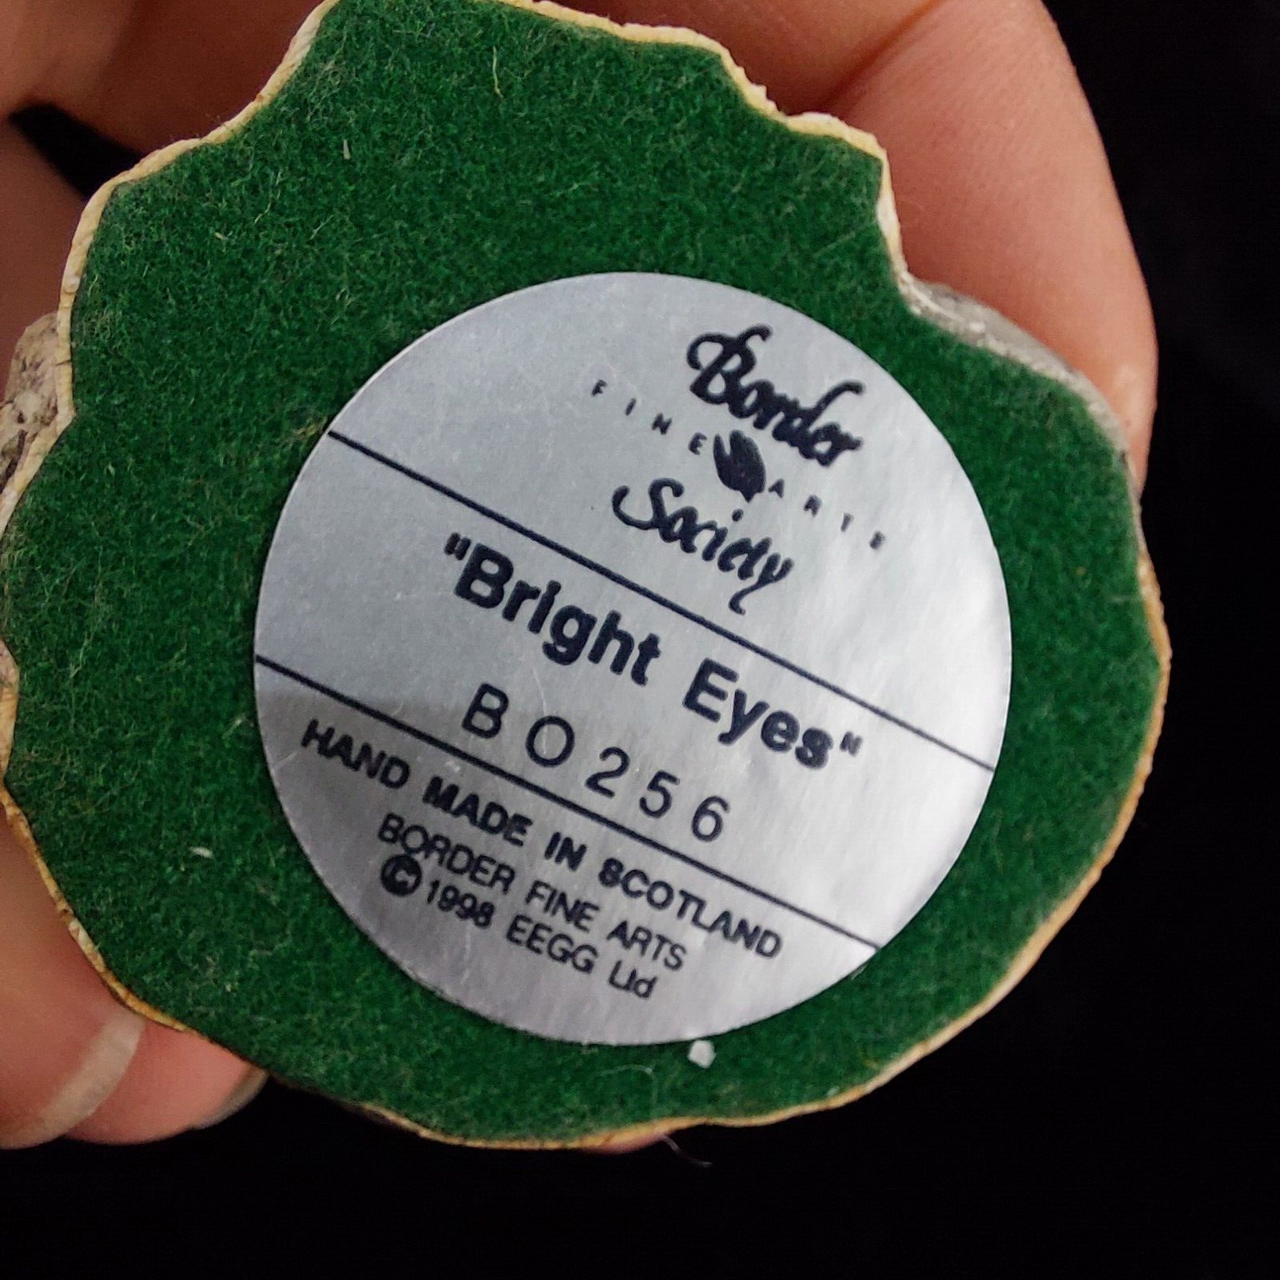 Border
FINE ARTS
Society
"Bright Eyes"
BO256
HAND MADE IN SCOTLAND
BORDER FINE ARTS
© 1998 EEGG Ltd